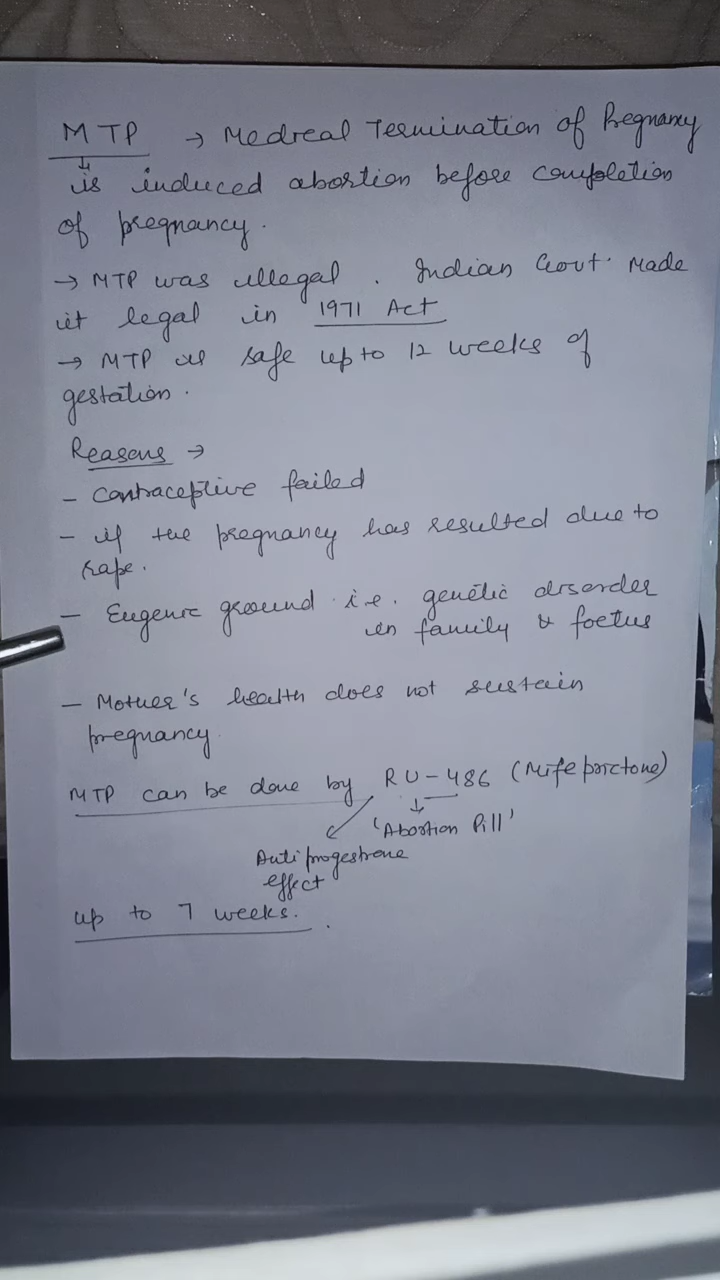 MTP → Medical Termination of Pregnancy
↓
is induced abortion before completion
of pregnancy.
→ MTP was illegal. Indian Govt. Made
it legal in 1971 Act
→ MTP is safe up to 12 weeks of
gestation.
Reasons →
- Contraceptive failed
- if the pregnancy has resulted due to
rape.
- Eugenic ground i.e. genetic disorder
in family & foetus
- Mother's health does not sustain
pregnancy
MTP can be done by RU-486 (Mifepristone)
↓
'Abortion Pill'
Antiprogestrone
effect
up to 7 weeks.